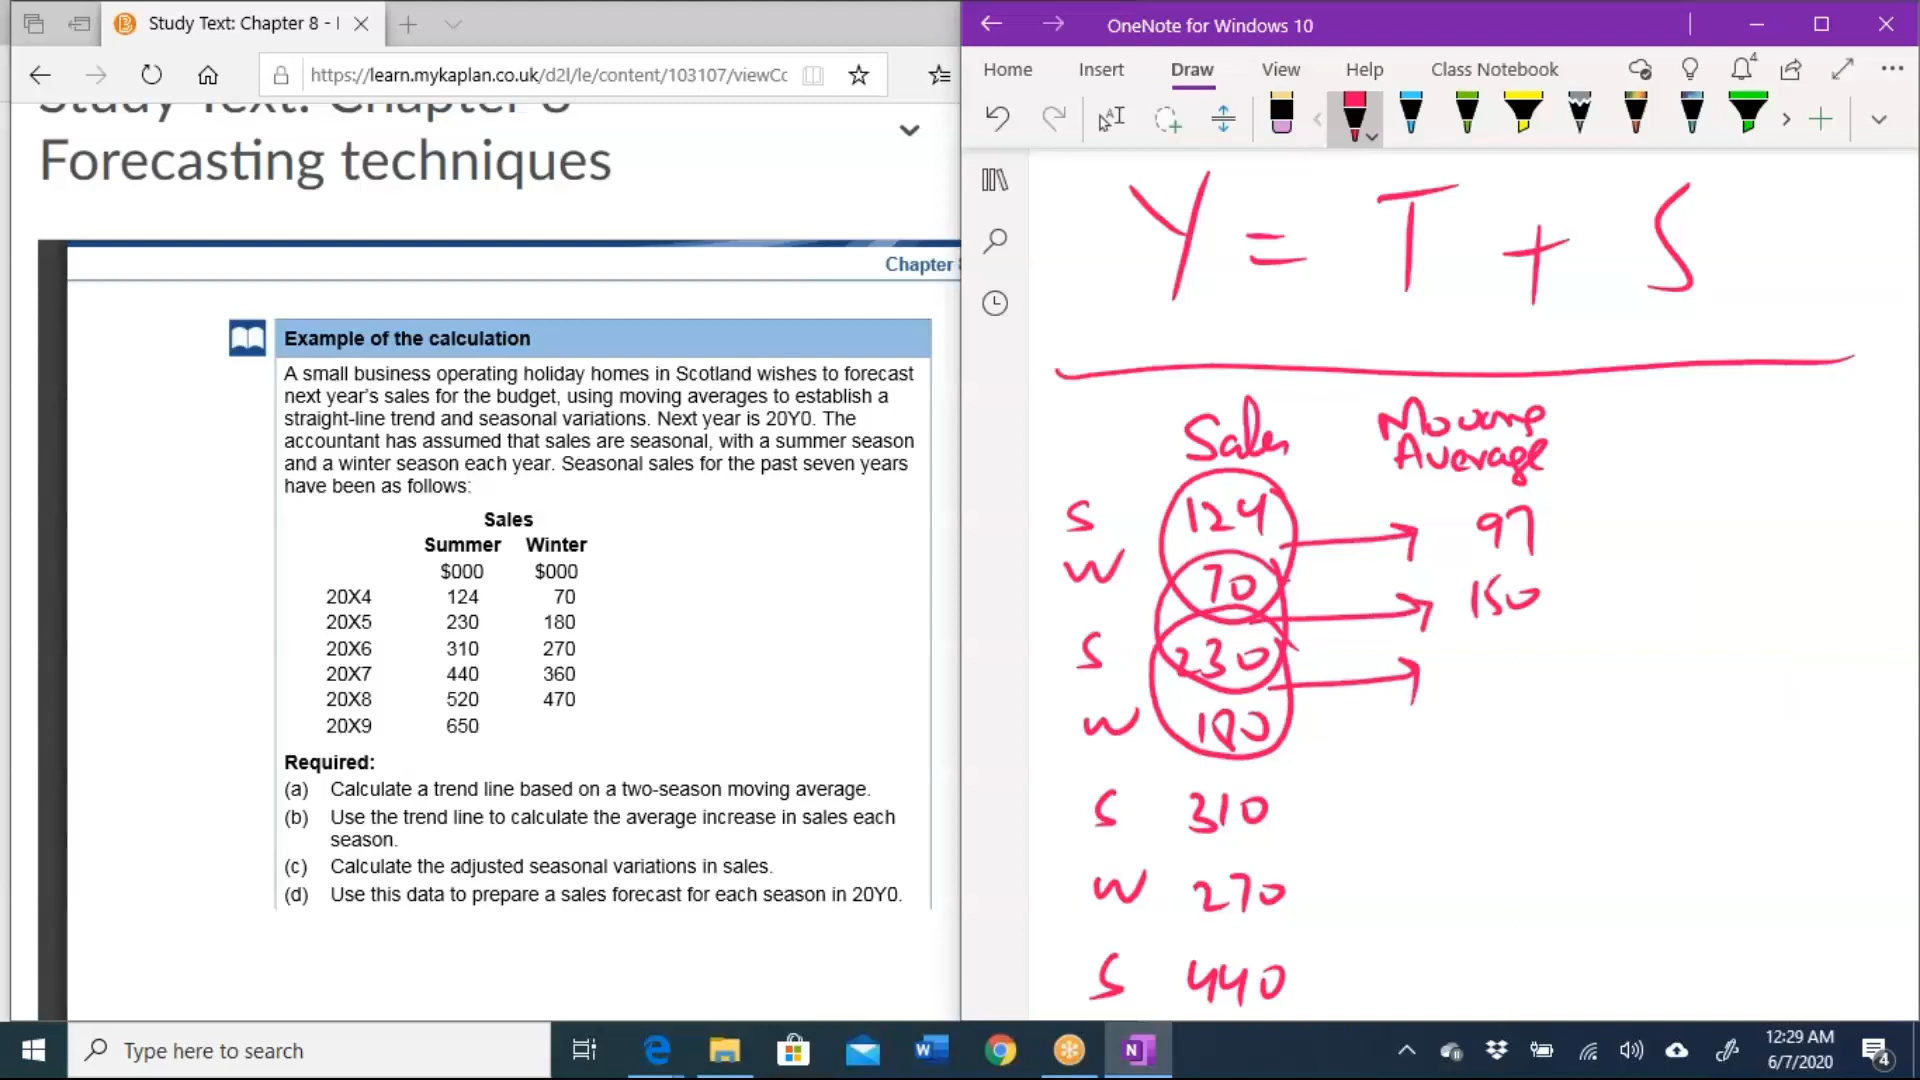 Study Text: Chapter 8 - I
https://learn.mykaplan.co.uk/d2l/le/content/103107/viewCc
Study Text: Chapter 8
Forecasting techniques
Chapter
Example of the calculation
A small business operating holiday homes in Scotland wishes to forecast
next year's sales for the budget, using moving averages to establish a
straight-line trend and seasonal variations. Next year is 20Y0. The
accountant has assumed that sales are seasonal, with a summer season
and a winter season each year. Seasonal sales for the past seven years
have been as follows:
Sales
Summer Winter
$000 $000
20X4 124 70
20X5 230 180
20X6 310 270
20X7 440 360
20X8 520 470
20X9 650
Required:
(a) Calculate a trend line based on a two-season moving average.
(b) Use the trend line to calculate the average increase in sales each
season.
(c) Calculate the adjusted seasonal variations in sales.
(d) Use this data to prepare a sales forecast for each season in 20Y0.
OneNote for Windows 10
Home Insert Draw View Help Class Notebook
4
Y = T + S
Sales Moving
Average
S 124 97
W 70 150
S 230
W 180
S 310
W 270
S 440
Type here to search
12:29 AM
6/7/2020
4